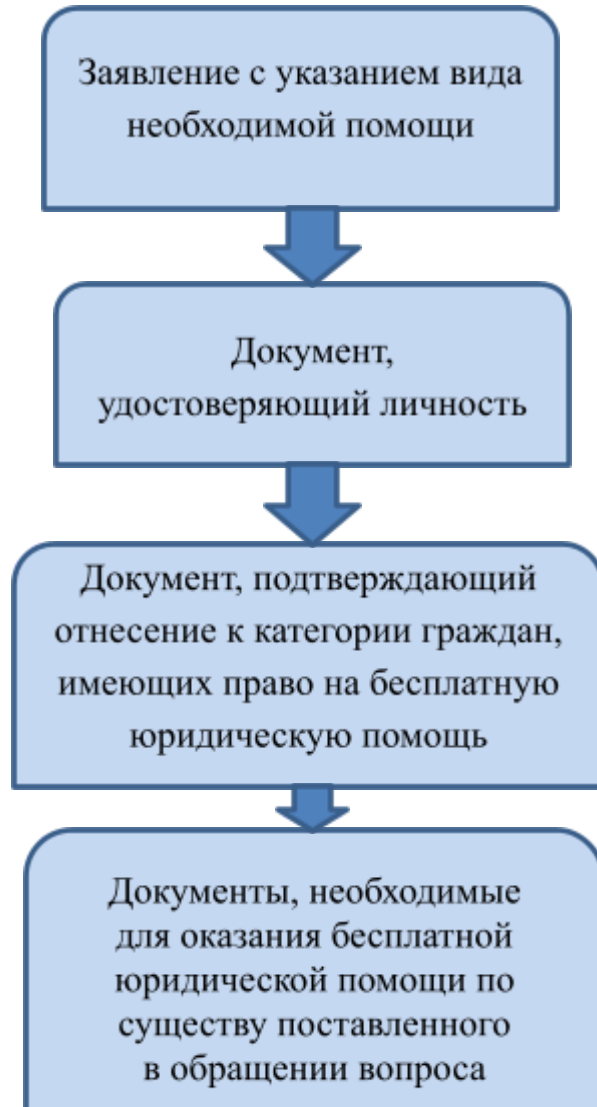 Заявление с указанием вида
необходимой помощи
Документ,
удостоверяющий личность
Документ, подтверждающий
отнесение к категории граждан,
имеющих право на бесплатную
юридическую помощь
Документы, необходимые
для оказания бесплатной
юридической помощи по
существу поставленного
в обращении вопроса